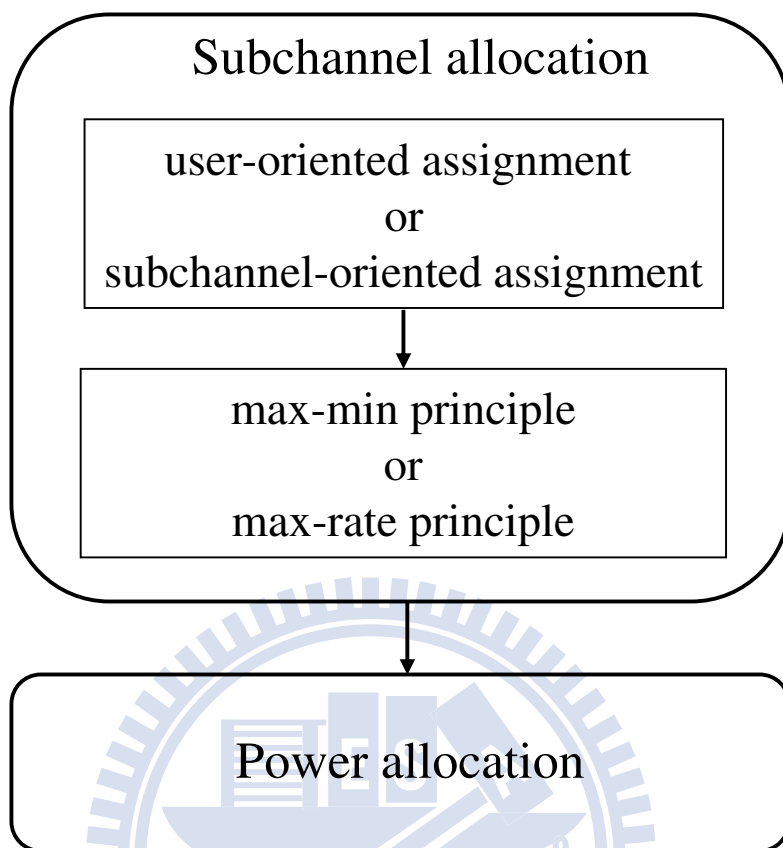 Subchannel allocation
user-oriented assignment
or
subchannel-oriented assignment
max-min principle
or
max-rate principle
Power allocation
E S